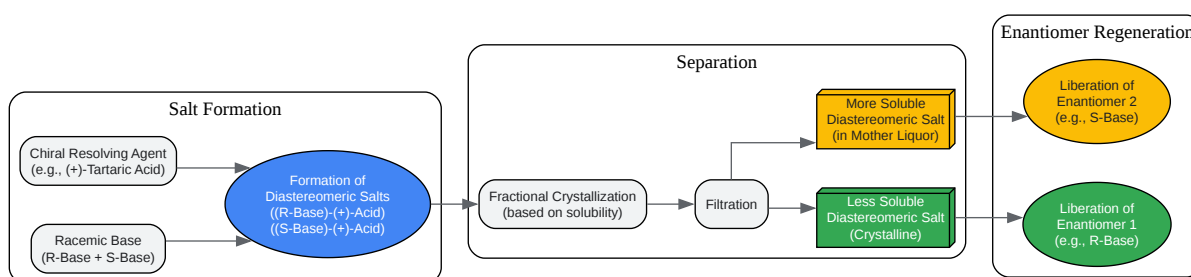 Salt Formation
Chiral Resolving Agent
(e.g., (+)-Tartaric Acid)
Racemic Base
(R-Base + S-Base)
Formation of
Diastereomeric Salts
((R-Base)-(+)-Acid)
((S-Base)-(+)-Acid)
Separation
Fractional Crystallization
(based on solubility)
Filtration
More Soluble
Diastereomeric Salt
(in Mother Liquor)
Less Soluble
Diastereomeric Salt
(Crystalline)
Enantiomer Regeneration
Liberation of
Enantiomer 2
(e.g., S-Base)
Liberation of
Enantiomer 1
(e.g., R-Base)